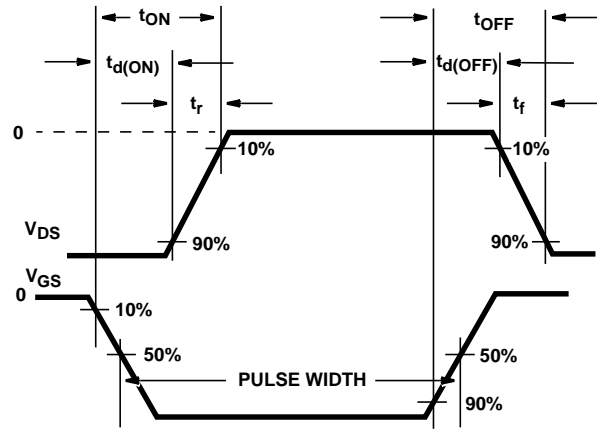 tON
tOFF
td(ON)
td(OFF)
tr
tf
0
10%
10%
VDS
90%
90%
VGS
0
10%
50%
50%
PULSE WIDTH
90%